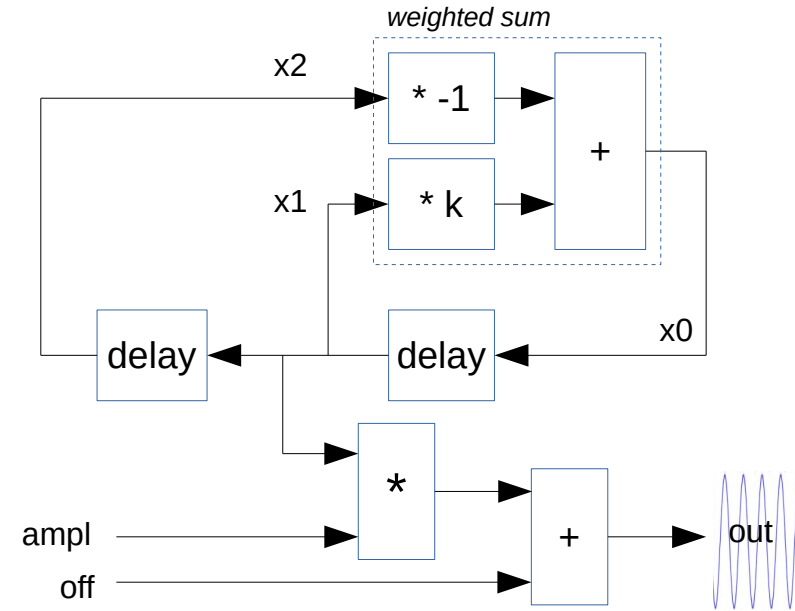 weighted sum
x2
* -1
+
x1
* k
x0
delay
delay
*
ampl
+
out
off